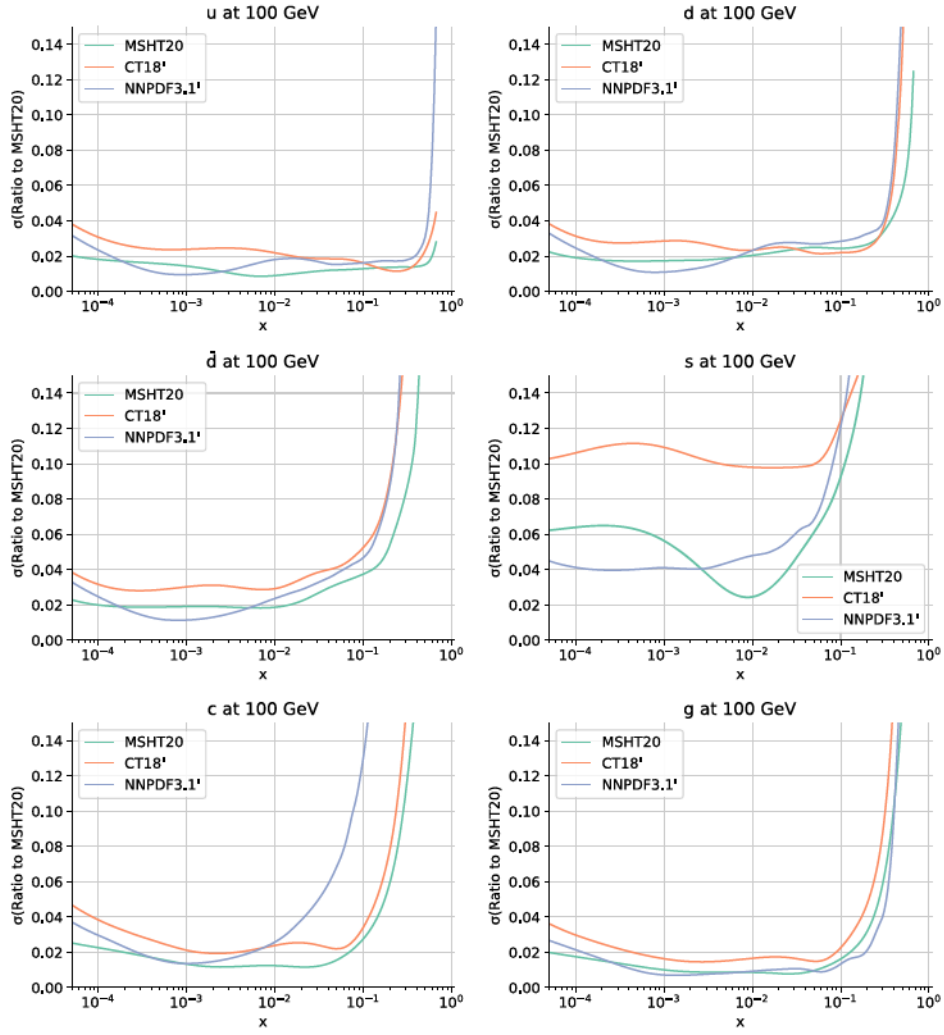 u at 100 GeV
σ(Ratio to MSHT20)
0.14
0.12
0.10
0.08
0.06
0.04
0.02
0.00
MSHT20
CT18'
NNPDF3.1'
10⁻⁴ 10⁻³ 10⁻² 10⁻¹ 10⁰
x
d at 100 GeV
σ(Ratio to MSHT20)
0.14
0.12
0.10
0.08
0.06
0.04
0.02
0.00
MSHT20
CT18'
NNPDF3.1'
10⁻⁴ 10⁻³ 10⁻² 10⁻¹ 10⁰
x
d̄ at 100 GeV
σ(Ratio to MSHT20)
0.14
0.12
0.10
0.08
0.06
0.04
0.02
0.00
MSHT20
CT18'
NNPDF3.1'
10⁻⁴ 10⁻³ 10⁻² 10⁻¹ 10⁰
x
s at 100 GeV
σ(Ratio to MSHT20)
0.14
0.12
0.10
0.08
0.06
0.04
0.02
0.00
MSHT20
CT18'
NNPDF3.1'
10⁻⁴ 10⁻³ 10⁻² 10⁻¹ 10⁰
x
c at 100 GeV
σ(Ratio to MSHT20)
0.14
0.12
0.10
0.08
0.06
0.04
0.02
0.00
MSHT20
CT18'
NNPDF3.1'
10⁻⁴ 10⁻³ 10⁻² 10⁻¹ 10⁰
x
g at 100 GeV
σ(Ratio to MSHT20)
0.14
0.12
0.10
0.08
0.06
0.04
0.02
0.00
MSHT20
CT18'
NNPDF3.1'
10⁻⁴ 10⁻³ 10⁻² 10⁻¹ 10⁰
x